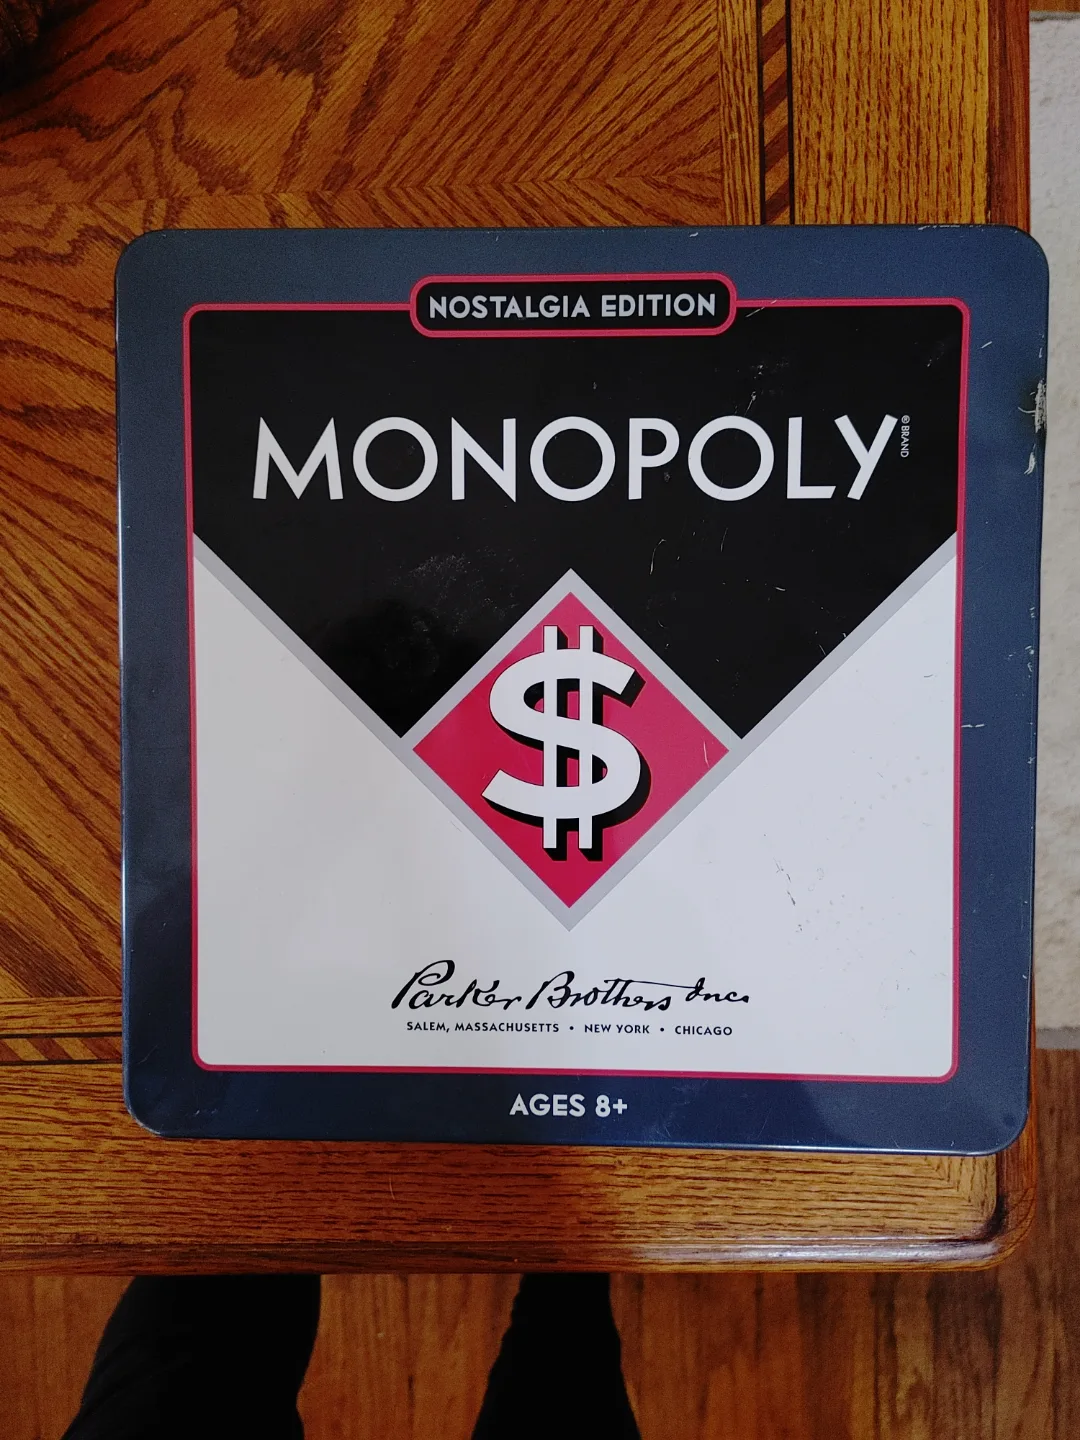 NOSTALGIA EDITION
MONOPOLY
® BRAND
$
Parker Brothers Inc.
SALEM, MASSACHUSETTS • NEW YORK • CHICAGO
AGES 8+